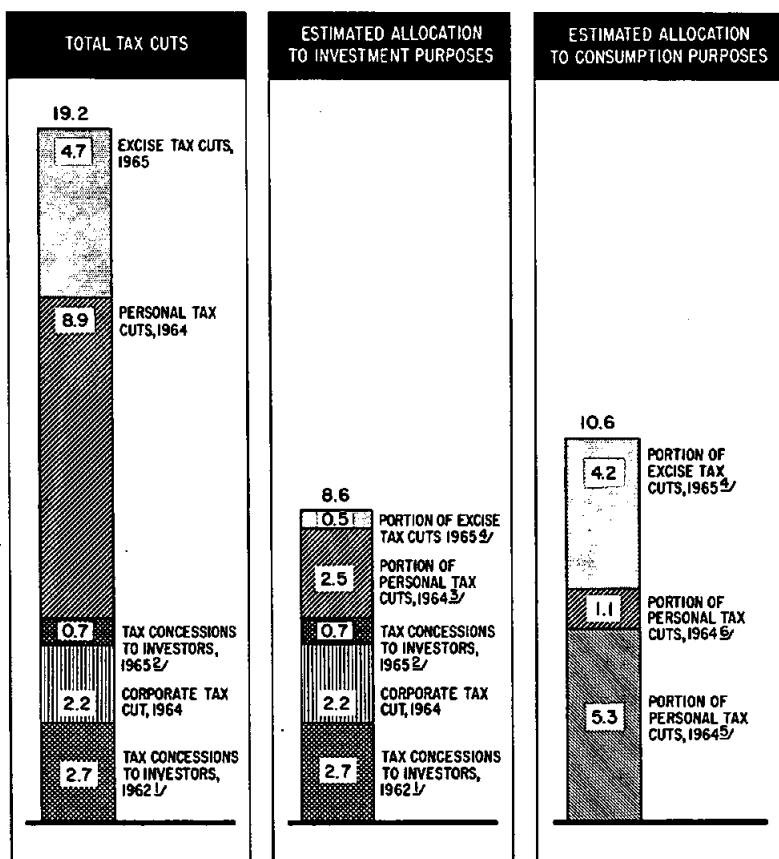 TOTAL TAX CUTS
19.2
4.7
EXCISE TAX CUTS,
1965
8.9
PERSONAL TAX
CUTS,1964
0.7
TAX CONCESSIONS
TO INVESTORS,
1965 2/
2.2
CORPORATE TAX
CUT, 1964
2.7
TAX CONCESSIONS
TO INVESTORS,
1962 1/
ESTIMATED ALLOCATION
TO INVESTMENT PURPOSES
8.6
0.5
PORTION OF EXCISE
TAX CUTS 1965 4/
2.5
PORTION OF
PERSONAL TAX
CUTS,1964 3/
0.7
TAX CONCESSIONS
TO INVESTORS,
1965 2/
2.2
CORPORATE TAX
CUT, 1964
2.7
TAX CONCESSIONS
TO INVESTORS,
1962 1/
ESTIMATED ALLOCATION
TO CONSUMPTION PURPOSES
10.6
4.2
PORTION OF
EXCISE TAX
CUTS,1965 4/
1.1
PORTION OF
PERSONAL TAX
CUTS, 1964 6/
5.3
PORTION OF
PERSONAL TAX
CUTS, 1964 5/